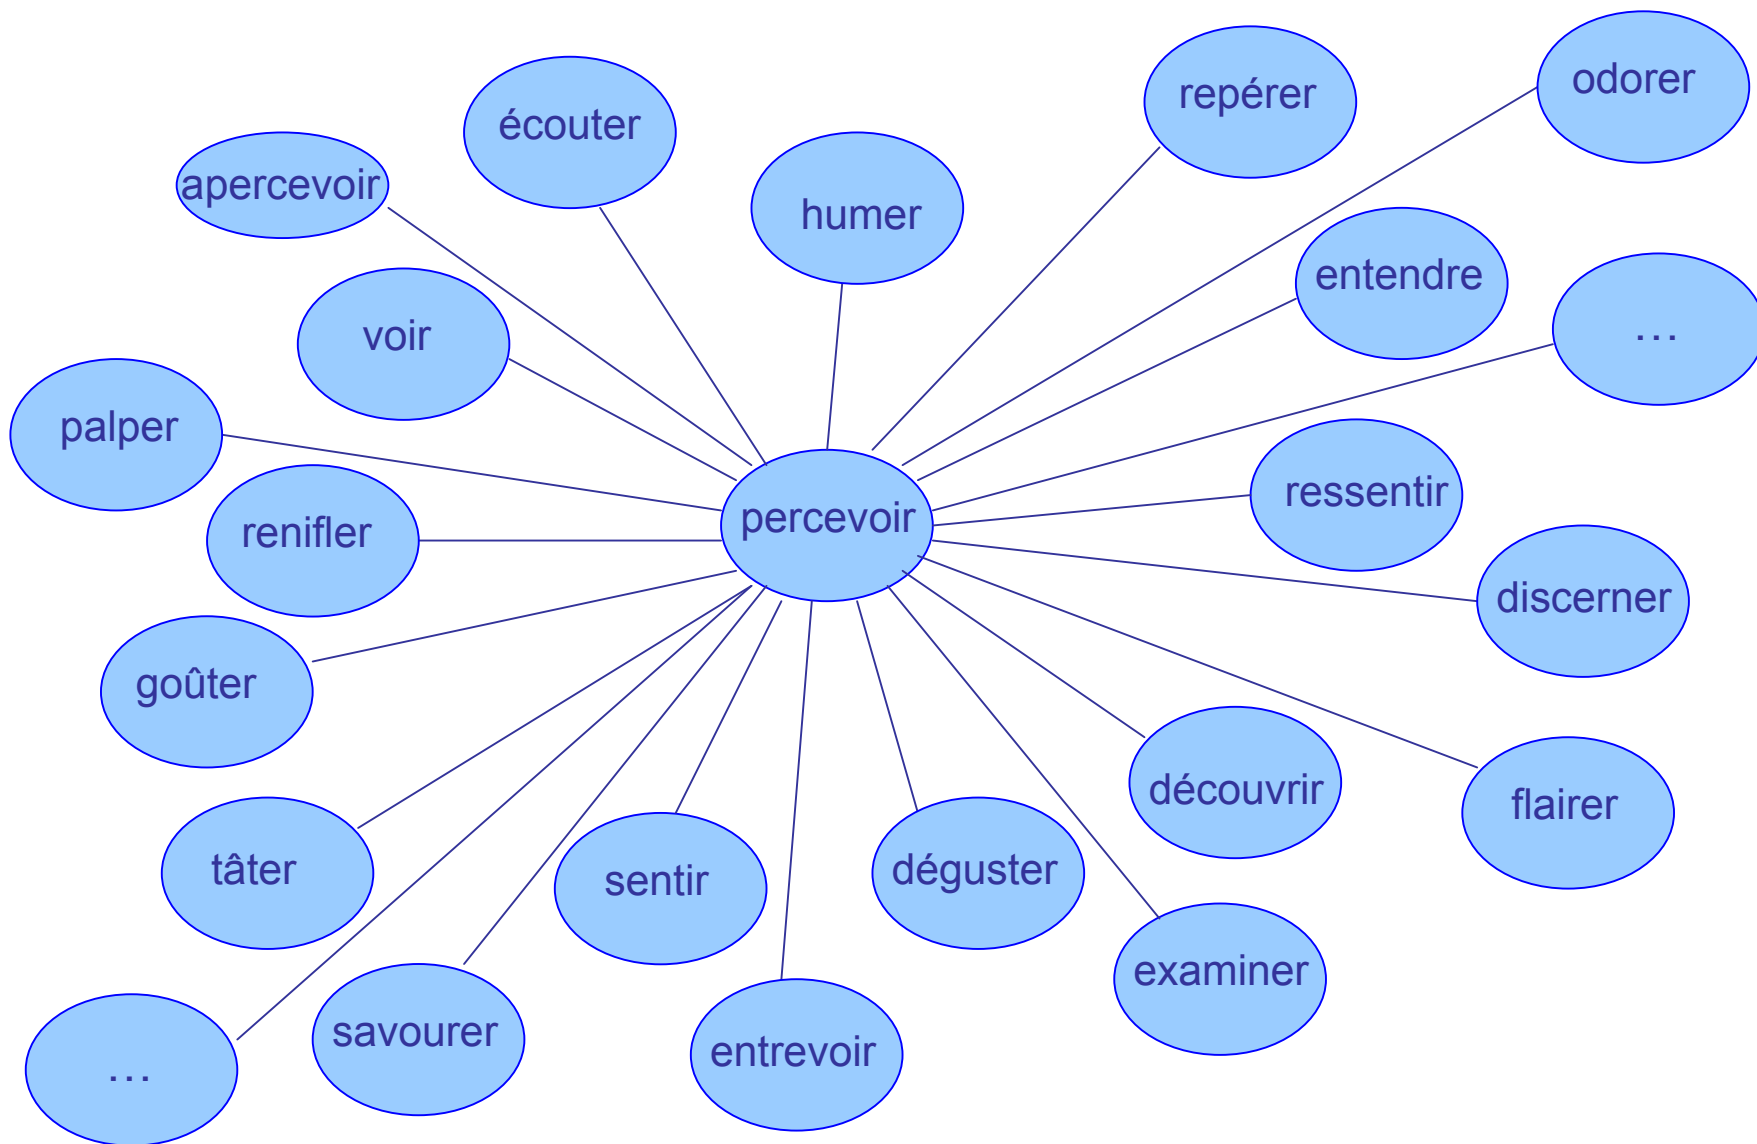 odorer
repérer
écouter
apercevoir
humer
entendre
voir
…
palper
ressentir
percevoir
renifler
discerner
goûter
découvrir
flairer
tâter
sentir
déguster
examiner
savourer
entrevoir
…